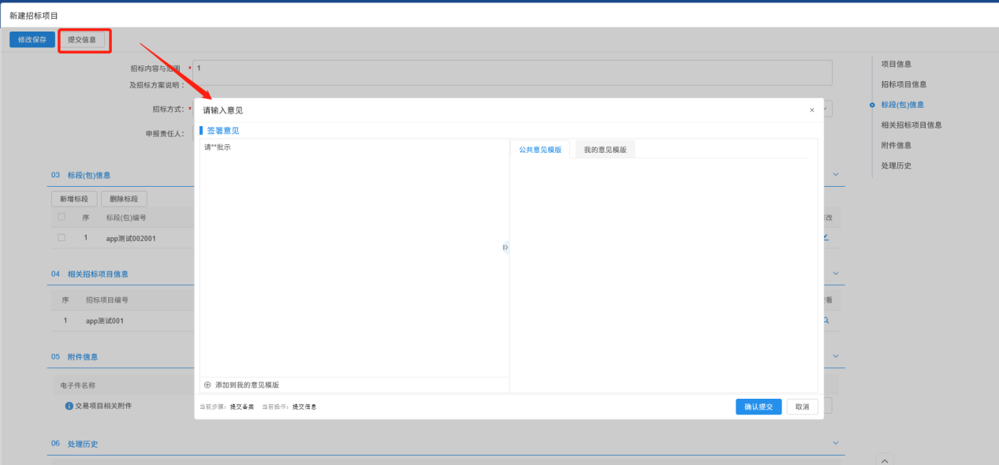 新建招标项目
修改保存 提交信息
招标内容与范围 * 1
及招标方案说明：
招标方式： *
申报责任人：
项目信息
招标项目信息
标段(包)信息
相关招标项目信息
附件信息
处理历史
请输入意见 ×
签署意见
请**批示
公共意见模版 我的意见模版
添加到我的意见模版
当前步骤：提交备案 当前操作：提交信息
确认提交 取消
03 标段(包)信息
新增标段 删除标段
序 标段(包)编号 改
1 app测试002001
04 相关招标项目信息
序 招标项目编号 看
1 app测试001
05 附件信息
电子件名称
交易项目相关附件
06 处理历史